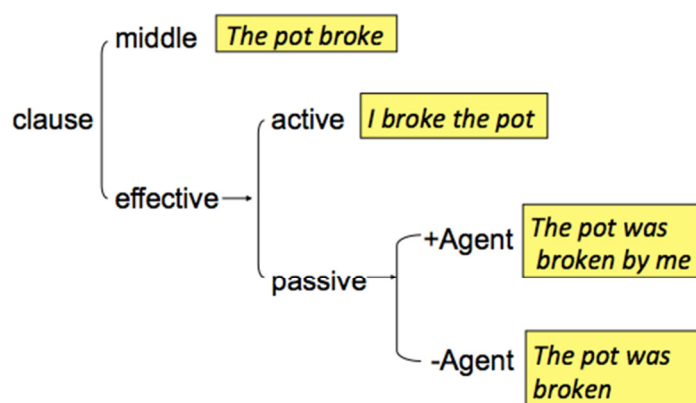 middle The pot broke
clause
active I broke the pot
effective
The pot was
+Agent
broken by me
passive
-Agent The pot was
broken